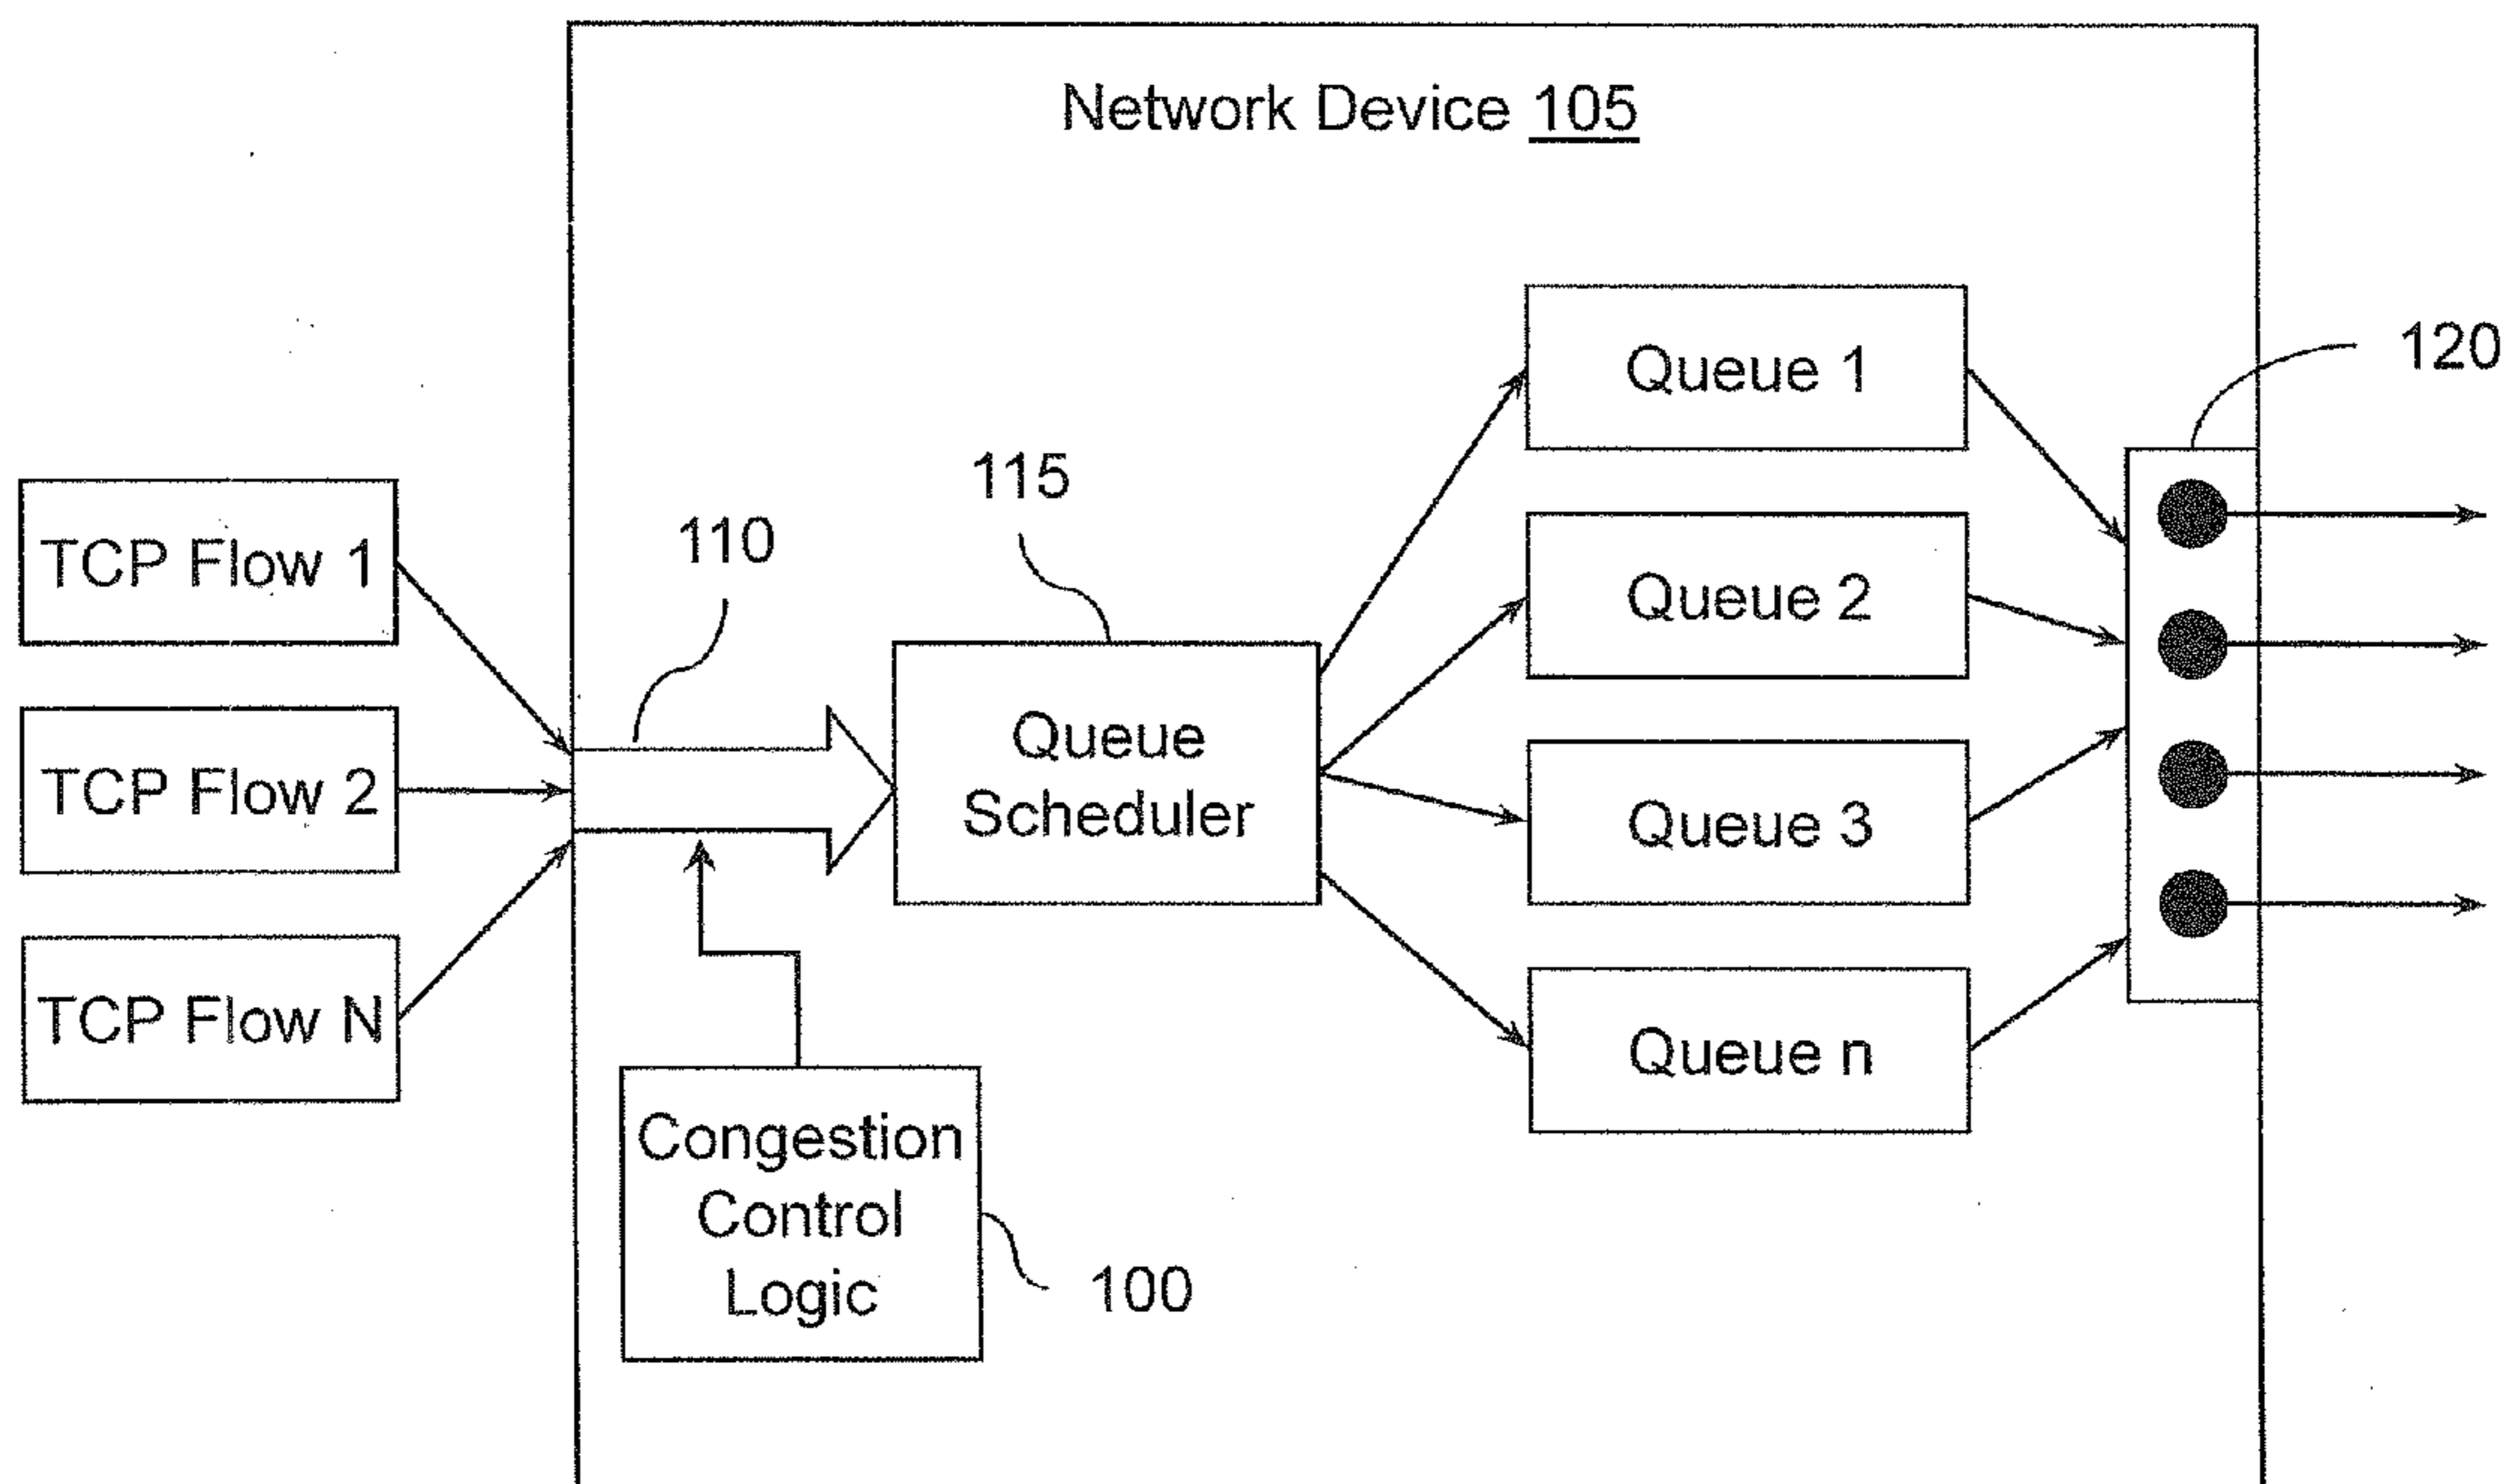 Network Device 105
Queue 1
120
115
110
TCP Flow 1
Queue 2
TCP Flow 2
Queue
Scheduler
Queue 3
TCP Flow N
Queue n
Congestion
Control
Logic
100